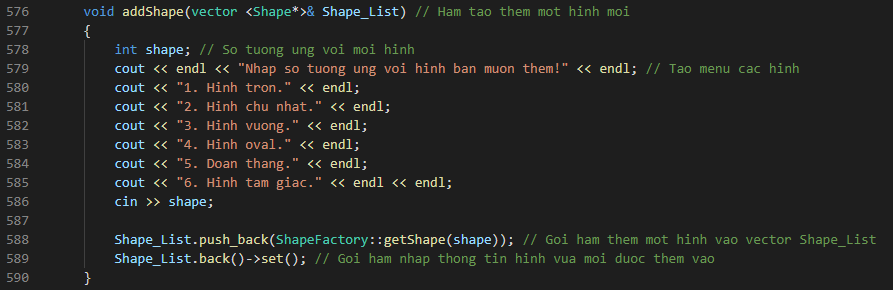 576 void addShape(vector <Shape*>& Shape_List) // Ham tao them mot hinh moi
577 {
578 int shape; // So tuong ung voi moi hinh
579 cout << endl << "Nhap so tuong ung voi hinh ban muon them!" << endl; // Tao menu cac hinh
580 cout << "1. Hinh tron." << endl;
581 cout << "2. Hinh chu nhat." << endl;
582 cout << "3. Hinh vuong." << endl;
583 cout << "4. Hinh oval." << endl;
584 cout << "5. Doan thang." << endl;
585 cout << "6. Hinh tam giac." << endl << endl;
586 cin >> shape;
587
588 Shape_List.push_back(ShapeFactory::getShape(shape)); // Goi ham them mot hinh vao vector Shape_List
589 Shape_List.back()->set(); // Goi ham nhap thong tin hinh vua moi duoc them vao
590 }